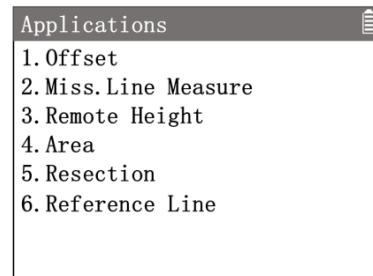 Applications
1.Offset
2.Miss.Line Measure
3.Remote Height
4.Area
5.Resection
6.Reference Line